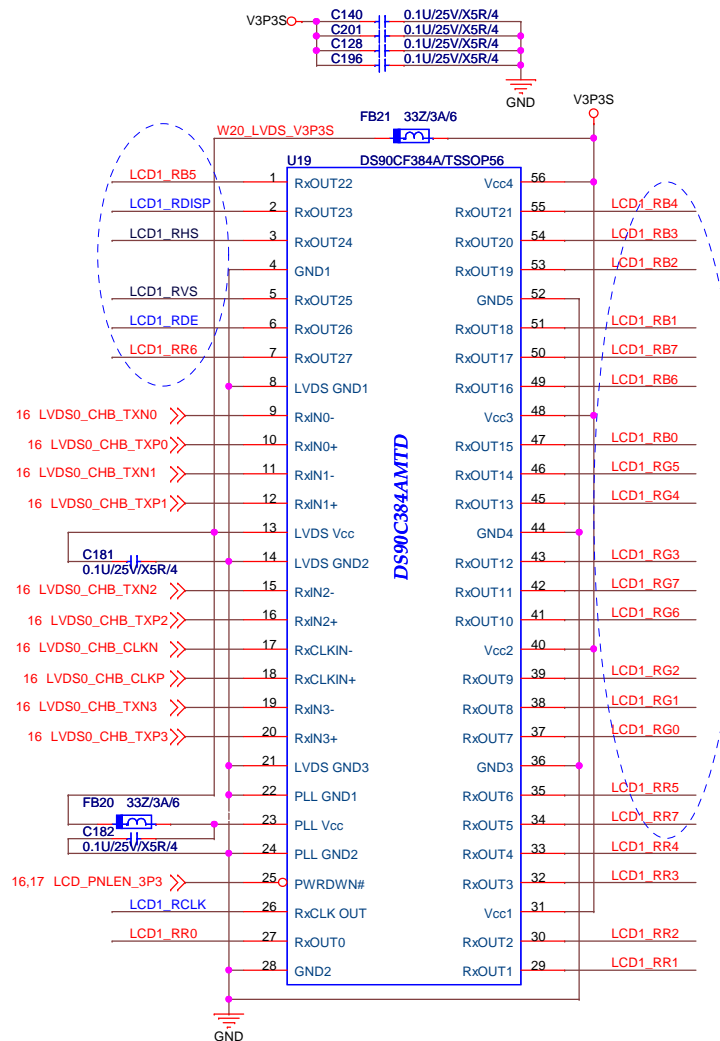 V3P3S
C140 0.1U/25V/X5R/4
C201 0.1U/25V/X5R/4
C128 0.1U/25V/X5R/4
C196 0.1U/25V/X5R/4
GND
V3P3S
FB21 33Z/3A/6
W20_LVDS_V3P3S
U19 DS90CF384A/TSSOP56
LCD1_RB5 1 RxOUT22 Vcc4 56
LCD1_RDISP 2 RxOUT23 RxOUT21 55 LCD1_RB4
LCD1_RHS 3 RxOUT24 RxOUT20 54 LCD1_RB3
4 GND1 RxOUT19 53 LCD1_RB2
LCD1_RVS 5 RxOUT25 GND5 52
LCD1_RDE 6 RxOUT26 RxOUT18 51 LCD1_RB1
LCD1_RR6 7 RxOUT27 RxOUT17 50 LCD1_RB7
8 LVDS GND1 RxOUT16 49 LCD1_RB6
16 LVDS0_CHB_TXN0 9 RxIN0- Vcc3 48
16 LVDS0_CHB_TXP0 10 RxIN0+ RxOUT15 47 LCD1_RB0
16 LVDS0_CHB_TXN1 11 RxIN1- RxOUT14 46 LCD1_RG5
16 LVDS0_CHB_TXP1 12 RxIN1+ RxOUT13 45 LCD1_RG4
13 LVDS Vcc GND4 44
C181 0.1U/25V/X5R/4 14 LVDS GND2 RxOUT12 43 LCD1_RG3
16 LVDS0_CHB_TXN2 15 RxIN2- RxOUT11 42 LCD1_RG7
16 LVDS0_CHB_TXP2 16 RxIN2+ RxOUT10 41 LCD1_RG6
16 LVDS0_CHB_CLKN 17 RxCLKIN- Vcc2 40
16 LVDS0_CHB_CLKP 18 RxCLKIN+ RxOUT9 39 LCD1_RG2
16 LVDS0_CHB_TXN3 19 RxIN3- RxOUT8 38 LCD1_RG1
16 LVDS0_CHB_TXP3 20 RxIN3+ RxOUT7 37 LCD1_RG0
21 LVDS GND3 GND3 36
22 PLL GND1 RxOUT6 35 LCD1_RR5
FB20 33Z/3A/6 23 PLL Vcc RxOUT5 34 LCD1_RR7
C182 0.1U/25V/X5R/4 24 PLL GND2 RxOUT4 33 LCD1_RR4
16,17 LCD_PNLEN_3P3 25 PWRDWN# RxOUT3 32 LCD1_RR3
LCD1_RCLK 26 RxCLK OUT Vcc1 31
LCD1_RR0 27 RxOUT0 RxOUT2 30 LCD1_RR2
28 GND2 RxOUT1 29 LCD1_RR1
DS90C384AMTD
GND